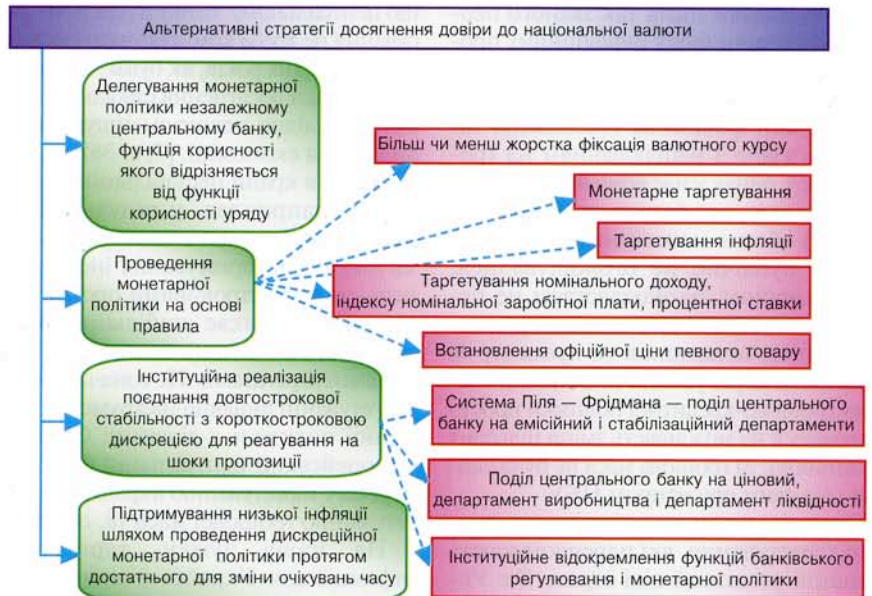 Альтернативні стратегії досягнення довіри до національної валюти
Делегування монетарної
політики незалежному
центральному банку,
функція корисності
якого відрізняється
від функції
корисності уряду
Проведення
монетарної
політики на основі
правила
Більш чи менш жорстка фіксація валютного курсу
Монетарне таргетування
Таргетування інфляції
Таргетування номінального доходу,
індексу номінальної заробітної плати, процентної ставки
Встановлення офіційної ціни певного товару
Інституційна реалізація
поєднання довгострокової
стабільності з короткостроковою
дискрецією для реагування на
шоки пропозиції
Система Піля — Фрідмана — поділ центрального
банку на емісійний і стабілізаційний департаменти
Поділ центрального банку на ціновий,
департамент виробництва і департамент ліквідності
Інституційне відокремлення функцій банківського
регулювання і монетарної політики
Підтримування низької інфляції
шляхом проведення дискреційної
монетарної політики протягом
достатнього для зміни очікувань часу